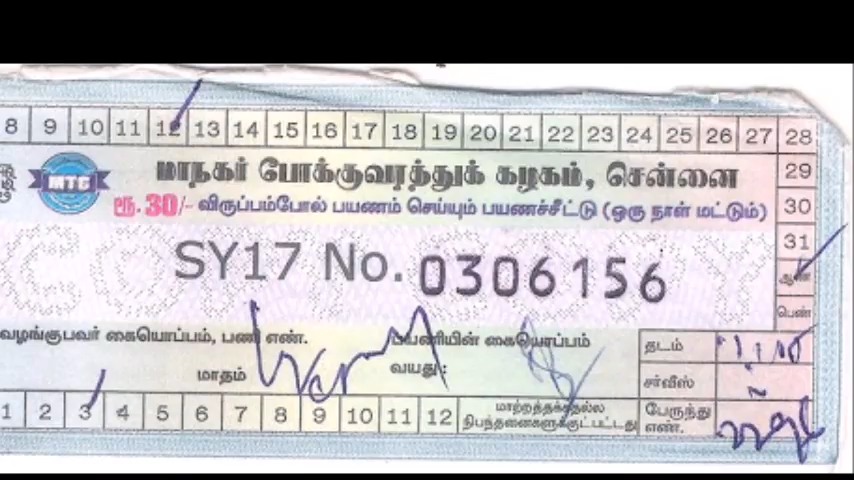 8 9 10 11 12 13 14 15 16 17 18 19 20 21 22 23 24 25 26 27 28
MTC
மாநகர் போக்குவரத்துக் கழகம், சென்னை
29
ரூ. 30/- விருப்பம்போல் பயணம் செய்யும் பயணச்சீட்டு (ஒரு நாள் மட்டும்)
30
31
SY17 No. 0306156
ஆண்
பெண்
வழங்குபவர் கையொப்பம், பணி எண்.
பயணியின் கையொப்பம்
தடம்
மாதம்
வயது :
சர்வீஸ்
1 2 3 4 5 6 7 8 9 10 11 12
மாற்றத்தக்கதல்ல
நிபந்தனைகளுக்குட்பட்டது
பேருந்து
எண்.